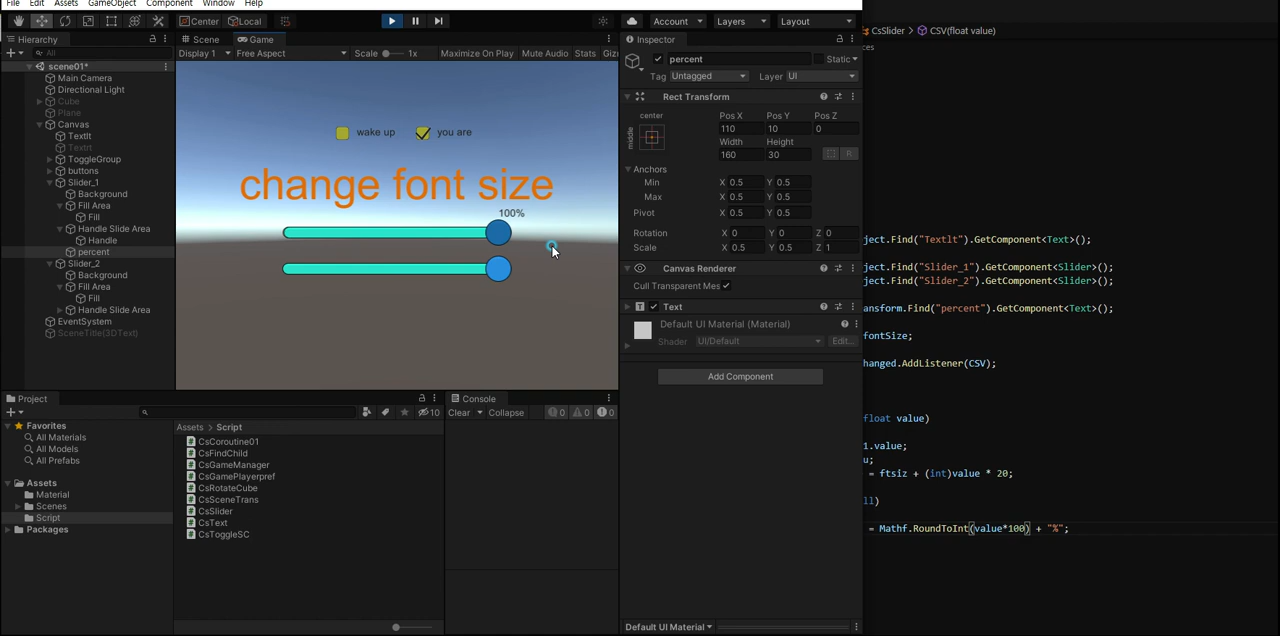 File Edit Assets GameObject Component Window Help
Center Local Account Layers Layout
Hierarchy
All
scene01*
Main Camera
Directional Light
Cube
Plane
Canvas
TextIt
Textrt
ToggleGroup
buttons
Slider_1
Background
Fill Area
Fill
Handle Slide Area
Handle
percent
Slider_2
Background
Fill Area
Fill
Handle Slide Area
EventSystem
SceneTitle(3DText)
Scene Game
Display 1 Free Aspect Scale 1x Maximize On Play Mute Audio Stats
wake up you are
change font size
100%
Inspector
percent Static
Tag Untagged Layer UI
Rect Transform
center Pos X Pos Y Pos Z
middle 110 10 0
Width Height
160 30 R
Anchors
Min X 0.5 Y 0.5
Max X 0.5 Y 0.5
Pivot X 0.5 Y 0.5
Rotation X 0 Y 0 Z 0
Scale X 0.5 Y 0.5 Z 1
Canvas Renderer
Cull Transparent Mes
Text
Default UI Material (Material)
Shader UI/Default Edit...
Add Component
Default UI Material
Project
10
Favorites
All Materials
All Models
All Prefabs
Assets
Material
Scenes
Script
Packages
Assets > Script
CsCoroutine01
CsFindChild
CsGameManager
CsGamePlayerpref
CsRotateCube
CsSceneTrans
CsSlider
CsText
CsToggleSC
Console
Clear Collapse 0 0 0
CsSlider > CSV(float value)
ces
ject.Find("TextIt").GetComponent<Text>();
ject.Find("Slider_1").GetComponent<Slider>();
ject.Find("Slider_2").GetComponent<Slider>();
ansform.Find("percent").GetComponent<Text>();
fontSize;
hanged.AddListener(CSV);
float value)
1.value;
u;
= ftsiz + (int)value * 20;
ll)
= Mathf.RoundToInt(value*100) + "%";